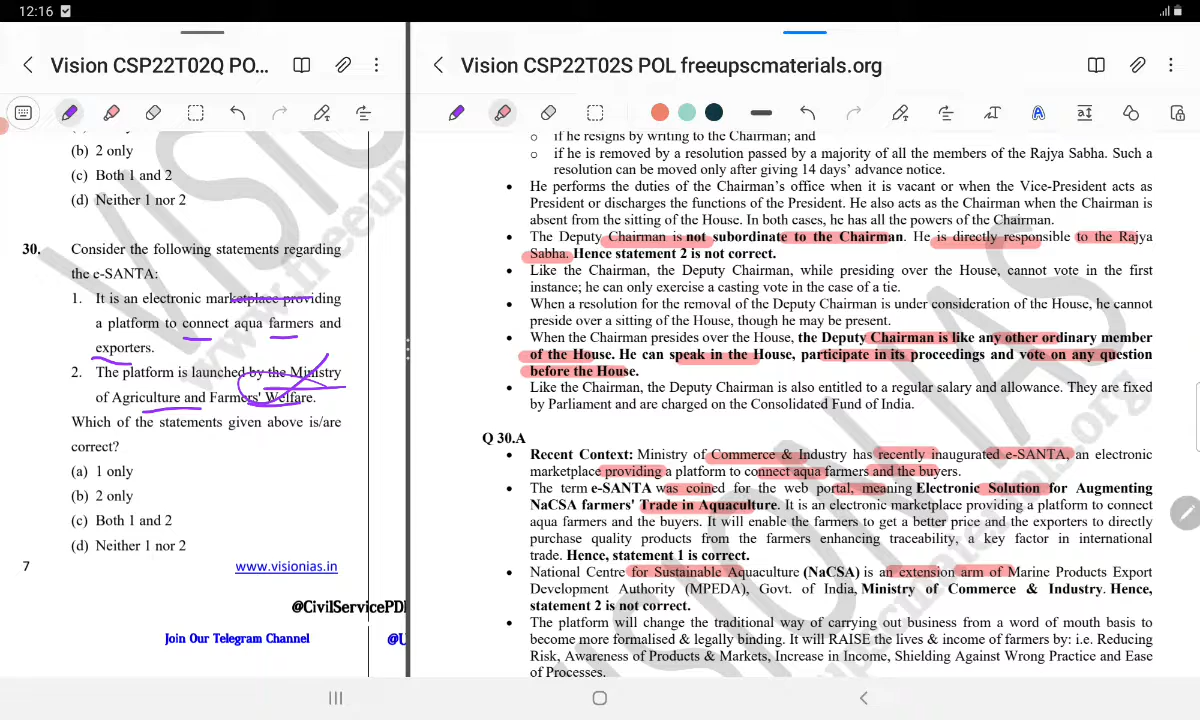 12:16
Vision CSP22T02Q PO...
(b) 2 only
(c) Both 1 and 2
(d) Neither 1 nor 2
30. Consider the following statements regarding
the e-SANTA:
1. It is an electronic marketplace providing
a platform to connect aqua farmers and
exporters.
2. The platform is launched by the Ministry
of Agriculture and Farmers' Welfare.
Which of the statements given above is/are
correct?
(a) 1 only
(b) 2 only
(c) Both 1 and 2
(d) Neither 1 nor 2
7 www.visionias.in
@CivilServicePD
Join Our Telegram Channel @U
Vision CSP22T02S POL freeupscmaterials.org
o if he resigns by writing to the Chairman; and
o if he is removed by a resolution passed by a majority of all the members of the Rajya Sabha. Such a
resolution can be moved only after giving 14 days' advance notice.
• He performs the duties of the Chairman's office when it is vacant or when the Vice-President acts as
President or discharges the functions of the President. He also acts as the Chairman when the Chairman is
absent from the sitting of the House. In both cases, he has all the powers of the Chairman.
• The Deputy Chairman is not subordinate to the Chairman. He is directly responsible to the Rajya
Sabha. Hence statement 2 is not correct.
• Like the Chairman, the Deputy Chairman, while presiding over the House, cannot vote in the first
instance; he can only exercise a casting vote in the case of a tie.
• When a resolution for the removal of the Deputy Chairman is under consideration of the House, he cannot
preside over a sitting of the House, though he may be present.
• When the Chairman presides over the House, the Deputy Chairman is like any other ordinary member
of the House. He can speak in the House, participate in its proceedings and vote on any question
before the House.
• Like the Chairman, the Deputy Chairman is also entitled to a regular salary and allowance. They are fixed
by Parliament and are charged on the Consolidated Fund of India.
Q 30.A
• Recent Context: Ministry of Commerce & Industry has recently inaugurated e-SANTA, an electronic
marketplace providing a platform to connect aqua farmers and the buyers.
• The term e-SANTA was coined for the web portal, meaning Electronic Solution for Augmenting
NaCSA farmers' Trade in Aquaculture. It is an electronic marketplace providing a platform to connect
aqua farmers and the buyers. It will enable the farmers to get a better price and the exporters to directly
purchase quality products from the farmers enhancing traceability, a key factor in international
trade. Hence, statement 1 is correct.
• National Centre for Sustainable Aquaculture (NaCSA) is an extension arm of Marine Products Export
Development Authority (MPEDA), Govt. of India, Ministry of Commerce & Industry. Hence,
statement 2 is not correct.
• The platform will change the traditional way of carrying out business from a word of mouth basis to
become more formalised & legally binding. It will RAISE the lives & income of farmers by: i.e. Reducing
Risk, Awareness of Products & Markets, Increase in Income, Shielding Against Wrong Practice and Ease
of Processes.
VISIONIAS